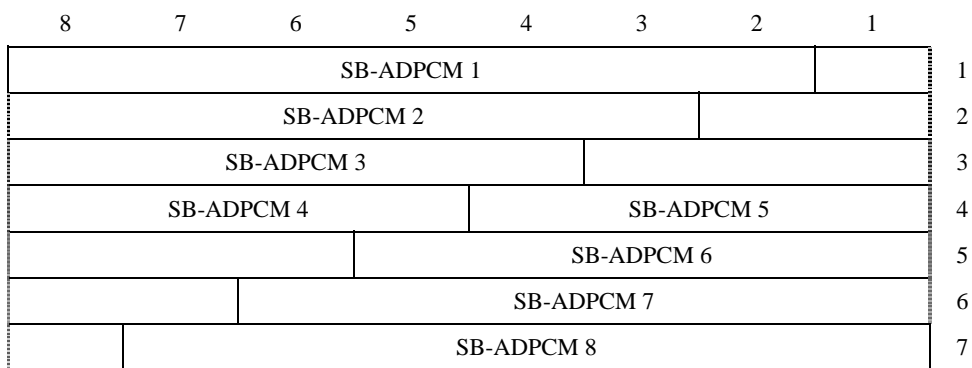 8 7 6 5 4 3 2 1
SB-ADPCM 1 1
SB-ADPCM 2 2
SB-ADPCM 3 3
SB-ADPCM 4 SB-ADPCM 5 4
SB-ADPCM 6 5
SB-ADPCM 7 6
SB-ADPCM 8 7